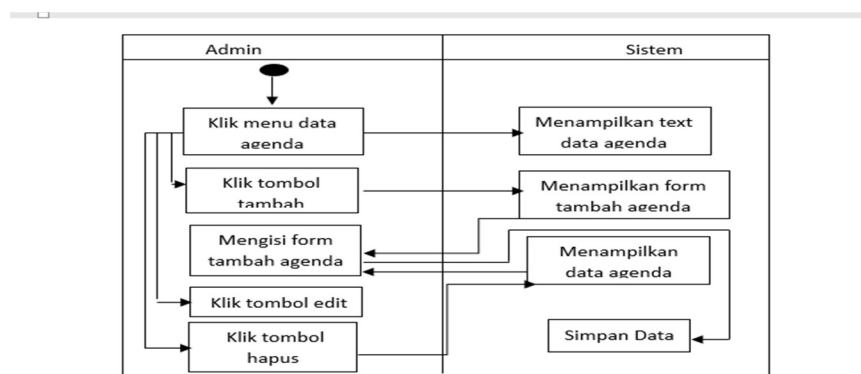 Admin
Sistem
Klik menu data
agenda
Menampilkan text
data agenda
Klik tombol
tambah
Menampilkan form
tambah agenda
Mengisi form
tambah agenda
Menampilkan
data agenda
Klik tombol edit
Klik tombol
hapus
Simpan Data